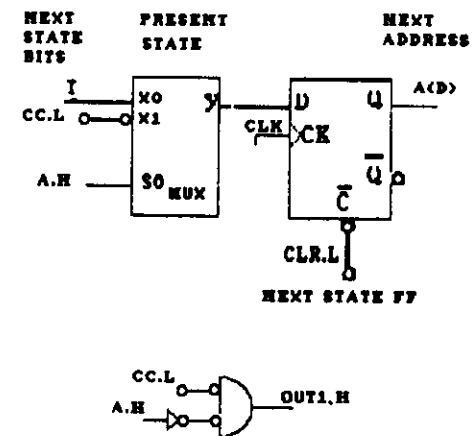 NEXT STATE BITS
PRESENT STATE
NEXT ADDRESS
I
X0
Y
D
Q
A(D)
CC.L
X1
CLK
CK
A.H
S0
MUX
Q̅
C̅
CLR.L
NEXT STATE FF
CC.L
A.H
OUT1.H